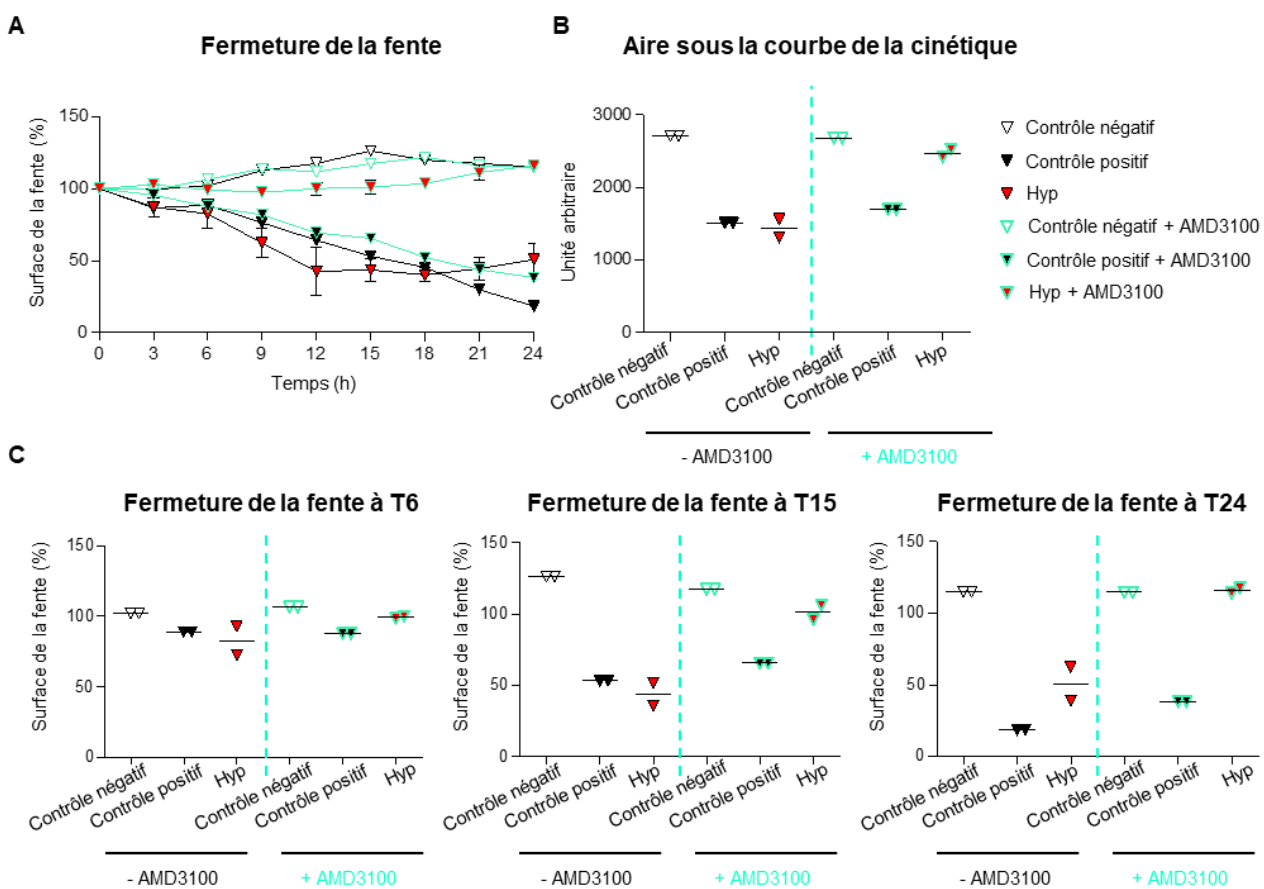 A
Fermeture de la fente
Surface de la fente (%)
150
100
50
0
0 3 6 9 12 15 18 21 24
Temps (h)
B
Aire sous la courbe de la cinétique
Unité arbitraire
3000
2000
1000
0
Contrôle négatif
Contrôle positif
Hyp
Contrôle négatif
Contrôle positif
Hyp
- AMD3100
+ AMD3100
Contrôle négatif
Contrôle positif
Hyp
Contrôle négatif + AMD3100
Contrôle positif + AMD3100
Hyp + AMD3100
C
Fermeture de la fente à T6
Surface de la fente (%)
150
100
50
0
Contrôle négatif
Contrôle positif
Hyp
Contrôle négatif
Contrôle positif
Hyp
- AMD3100
+ AMD3100
Fermeture de la fente à T15
Surface de la fente (%)
150
100
50
0
Contrôle négatif
Contrôle positif
Hyp
Contrôle négatif
Contrôle positif
Hyp
- AMD3100
+ AMD3100
Fermeture de la fente à T24
Surface de la fente (%)
150
100
50
0
Contrôle négatif
Contrôle positif
Hyp
Contrôle négatif
Contrôle positif
Hyp
- AMD3100
+ AMD3100